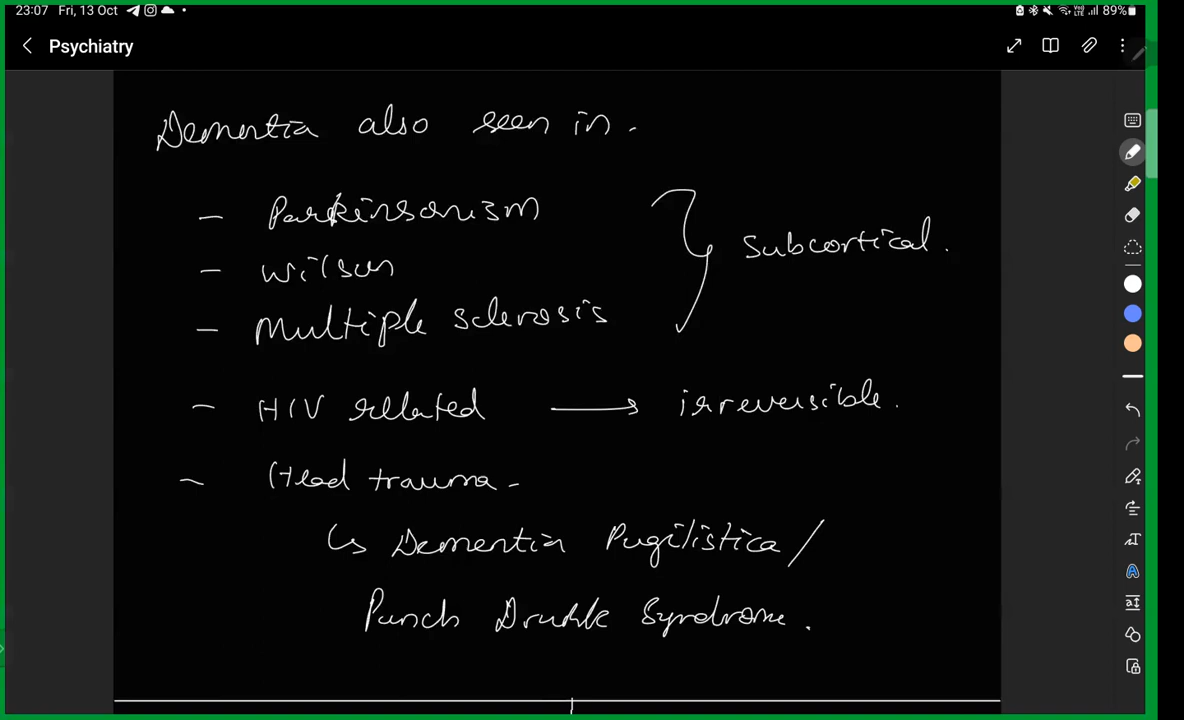 23:07 Fri, 13 Oct 89%
Psychiatry
Dementia also seen in.
- Parkinsonism
- Wilson
- Multiple sclerosis
} subcortical.
- HIV related → irreversible.
- Head trauma -
↳ Dementia Pugilistica /
Punch Drunk Syndrome.